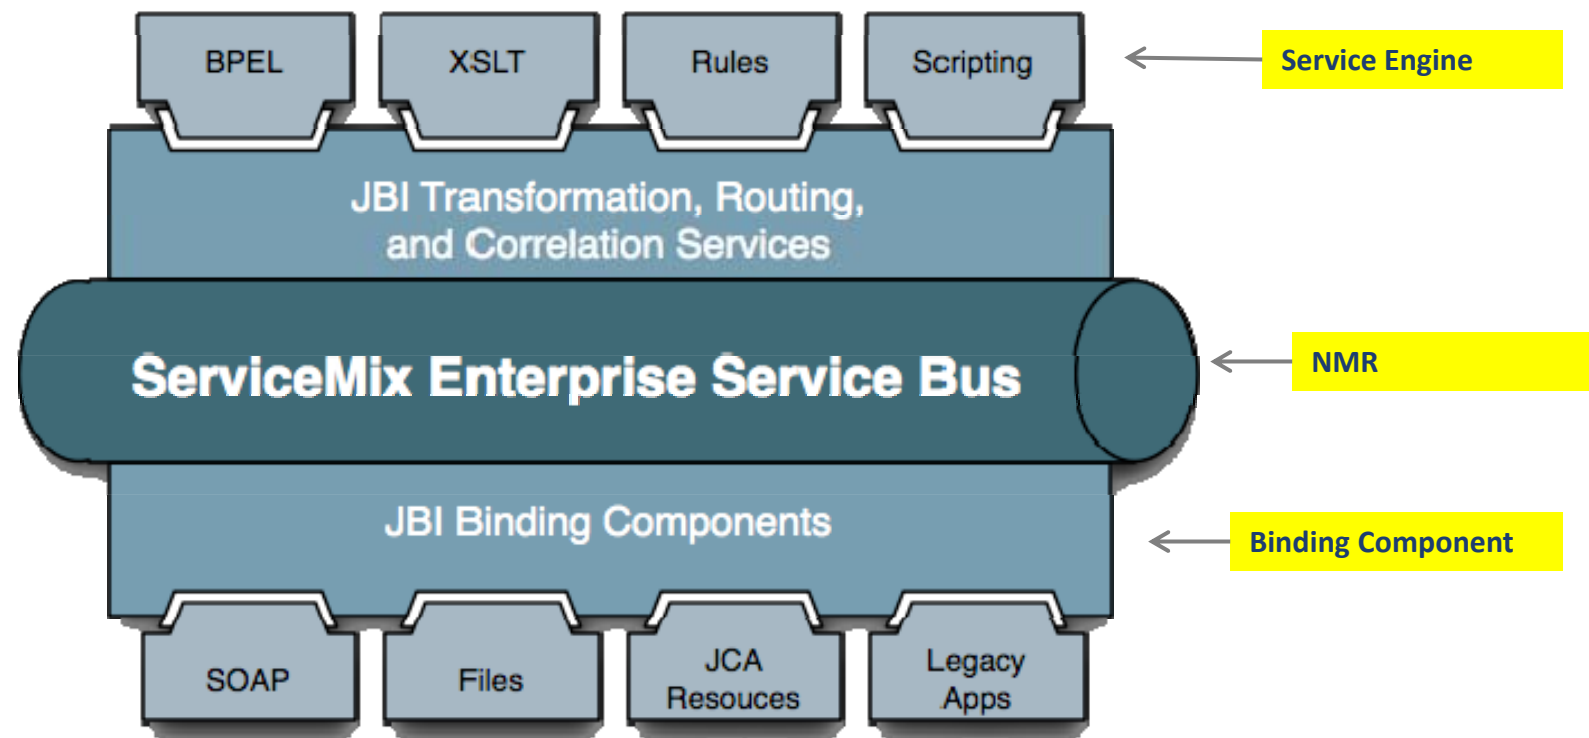 BPEL
XSLT
Rules
Scripting
Service Engine
JBI Transformation, Routing,
and Correlation Services
ServiceMix Enterprise Service Bus
NMR
JBI Binding Components
Binding Component
SOAP
Files
JCA
Resouces
Legacy
Apps